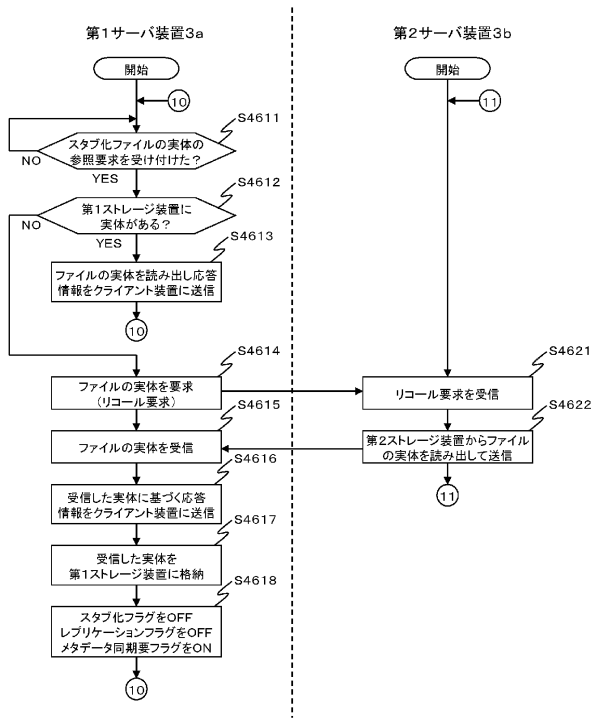 第1サーバ装置3a
第2サーバ装置3b
開始
開始
10
11
S4611
スタブ化ファイルの実体の
参照要求を受け付けた?
NO
YES
S4612
第1ストレージ装置に
実体がある?
NO
YES
S4613
ファイルの実体を読み出し応答
情報をクライアント装置に送信
10
S4614
ファイルの実体を要求
(リコール要求)
S4621
リコール要求を受信
S4615
ファイルの実体を受信
S4622
第2ストレージ装置からファイル
の実体を読み出して送信
11
S4616
受信した実体に基づく応答
情報をクライアント装置に送信
S4617
受信した実体を
第1ストレージ装置に格納
S4618
スタブ化フラグをOFF
レプリケーションフラグをOFF
メタデータ同期要フラグをON
10